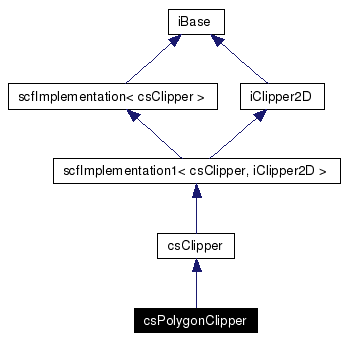 iBase
scfImplementation< csClipper >
iClipper2D
scfImplementation1< csClipper, iClipper2D >
csClipper
csPolygonClipper